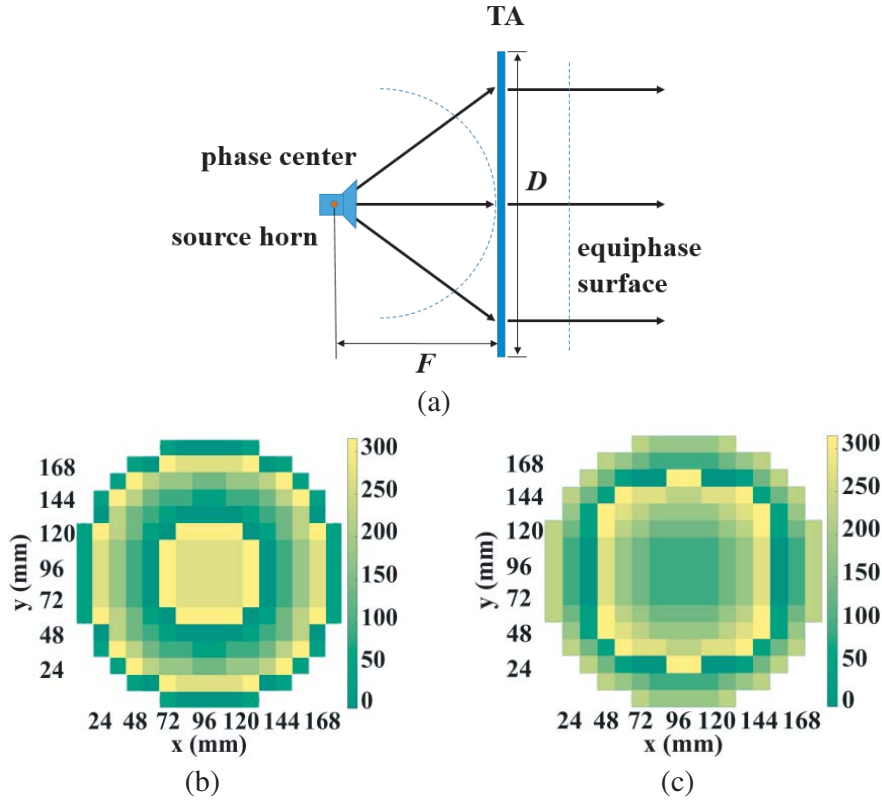 TA
phase center
D
source horn
equiphase
surface
F
(a)
168
144
120
96
72
48
24
y (mm)
24 48 72 96 120 144 168
x (mm)
300
250
200
150
100
50
0
(b)
168
144
120
96
72
48
24
y (mm)
24 48 72 96 120 144 168
x (mm)
300
250
200
150
100
50
0
(c)